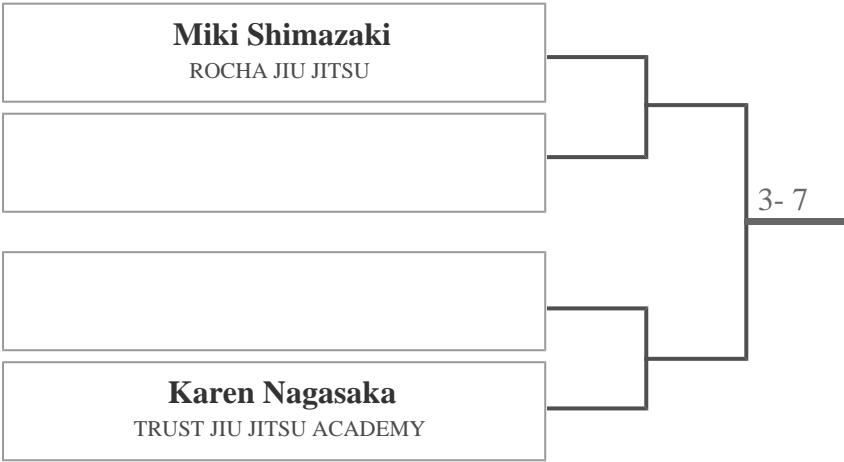 Miki Shimazaki
ROCHA JIU JITSU
3- 7
Karen Nagasaka
TRUST JIU JITSU ACADEMY